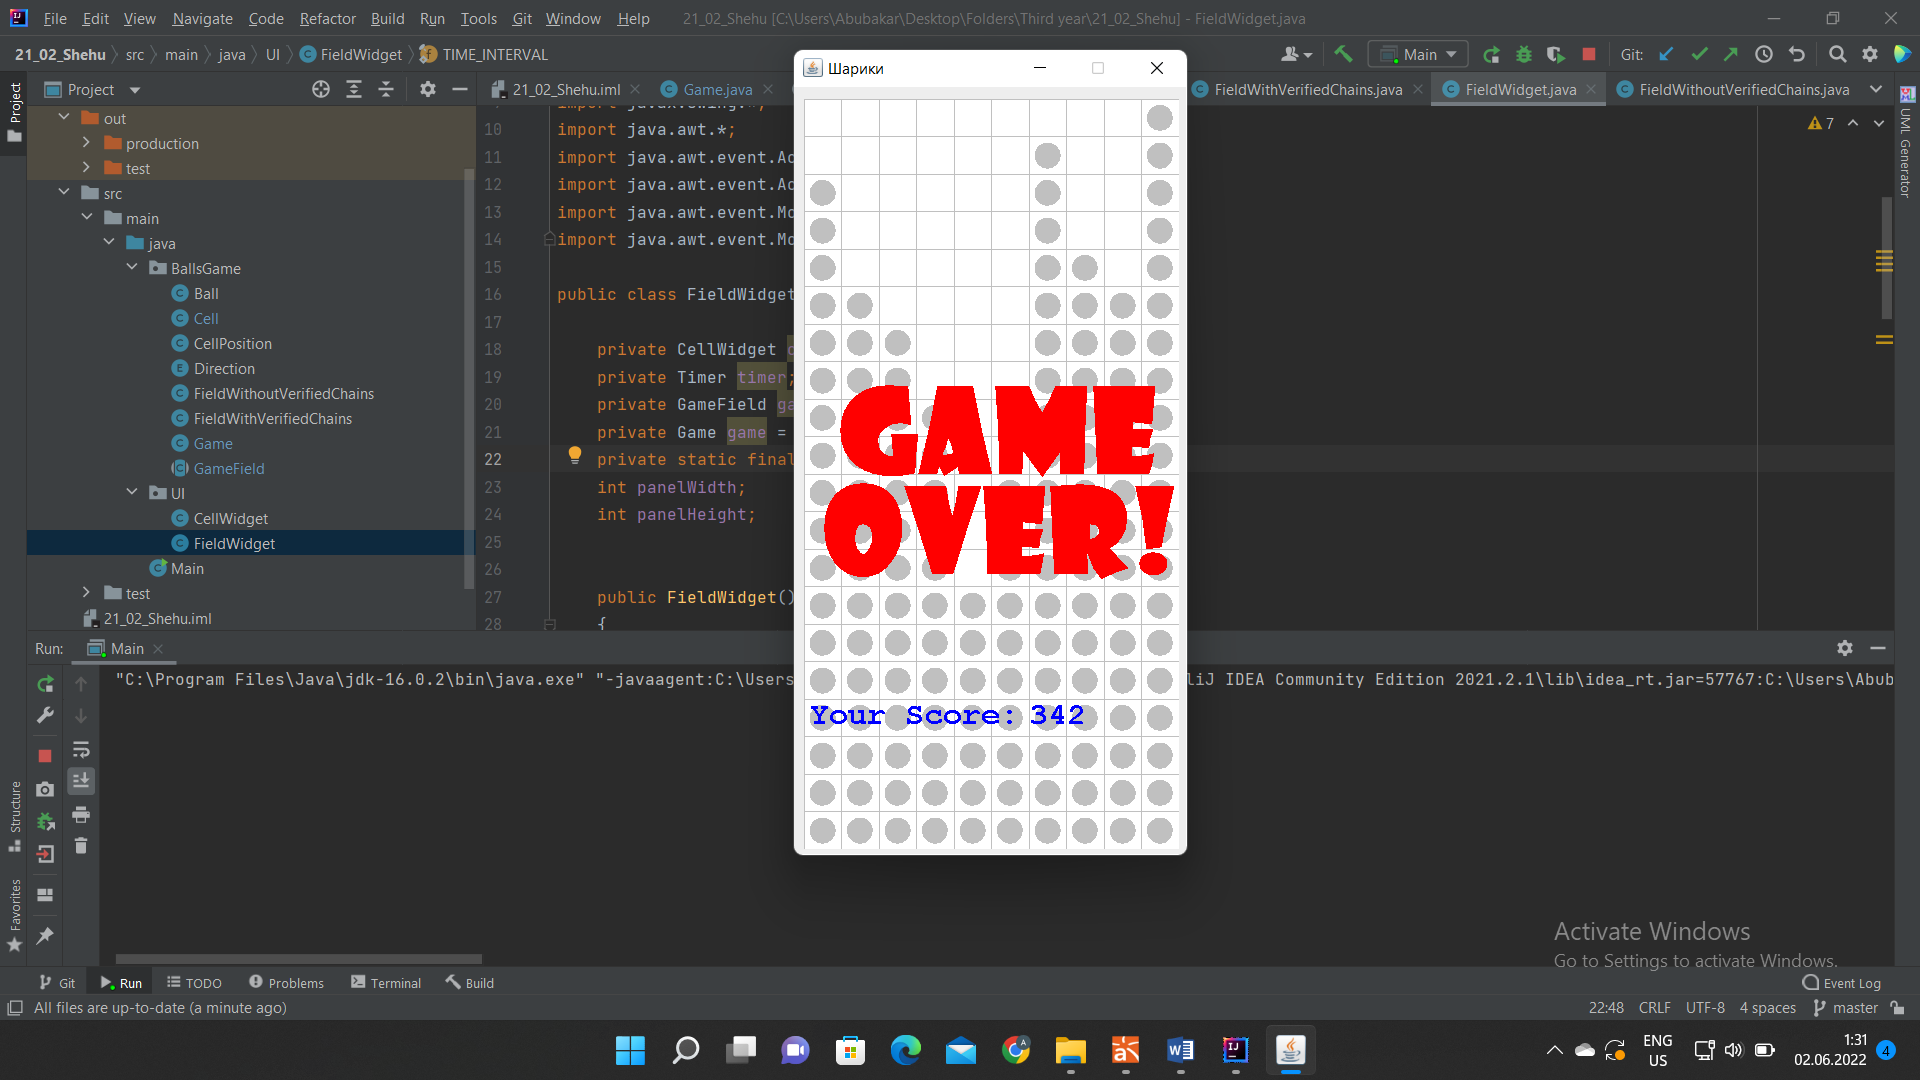 File Edit View Navigate Code Refactor Build Run Tools Git Window Help 21_02_Shehu [C:\Users\Abubakar\Desktop\Folders\Third year\21_02_Shehu] - FieldWidget.java
21_02_Shehu src main java UI FieldWidget TIME_INTERVAL
Main Git:
Project
Project
21_02_Shehu.iml Game.java FieldWithVerifiedChains.java FieldWidget.java FieldWithoutVerifiedChains.java
7
UML Generator
out
production
test
src
main
java
BallsGame
Ball
Cell
CellPosition
Direction
FieldWithoutVerifiedChains
FieldWithVerifiedChains
Game
GameField
UI
CellWidget
FieldWidget
Main
test
21_02_Shehu.iml
10 import java.awt.*;
11 import java.awt.event.Ac
12 import java.awt.event.Ac
13 import java.awt.event.Mo
14 import java.awt.event.Mo
15
16 public class FieldWidget
17
18 private CellWidget
19 private Timer timer;
20 private GameField ga
21 private Game game =
22 private static final
23 int panelWidth;
24 int panelHeight;
25
26
27 public FieldWidget()
28 {
Шарики
GAME
OVER!
Your Score: 342
Run: Main
"C:\Program Files\Java\jdk-16.0.2\bin\java.exe" "-javaagent:C:\Users
liJ IDEA Community Edition 2021.2.1\lib\idea_rt.jar=57767:C:\Users\Abub
Structure
Favorites
Activate Windows
Go to Settings to activate Windows.
Git Run TODO Problems Terminal Build Event Log
All files are up-to-date (a minute ago) 22:48 CRLF UTF-8 4 spaces master
ENG
US
1:31
02.06.2022
4